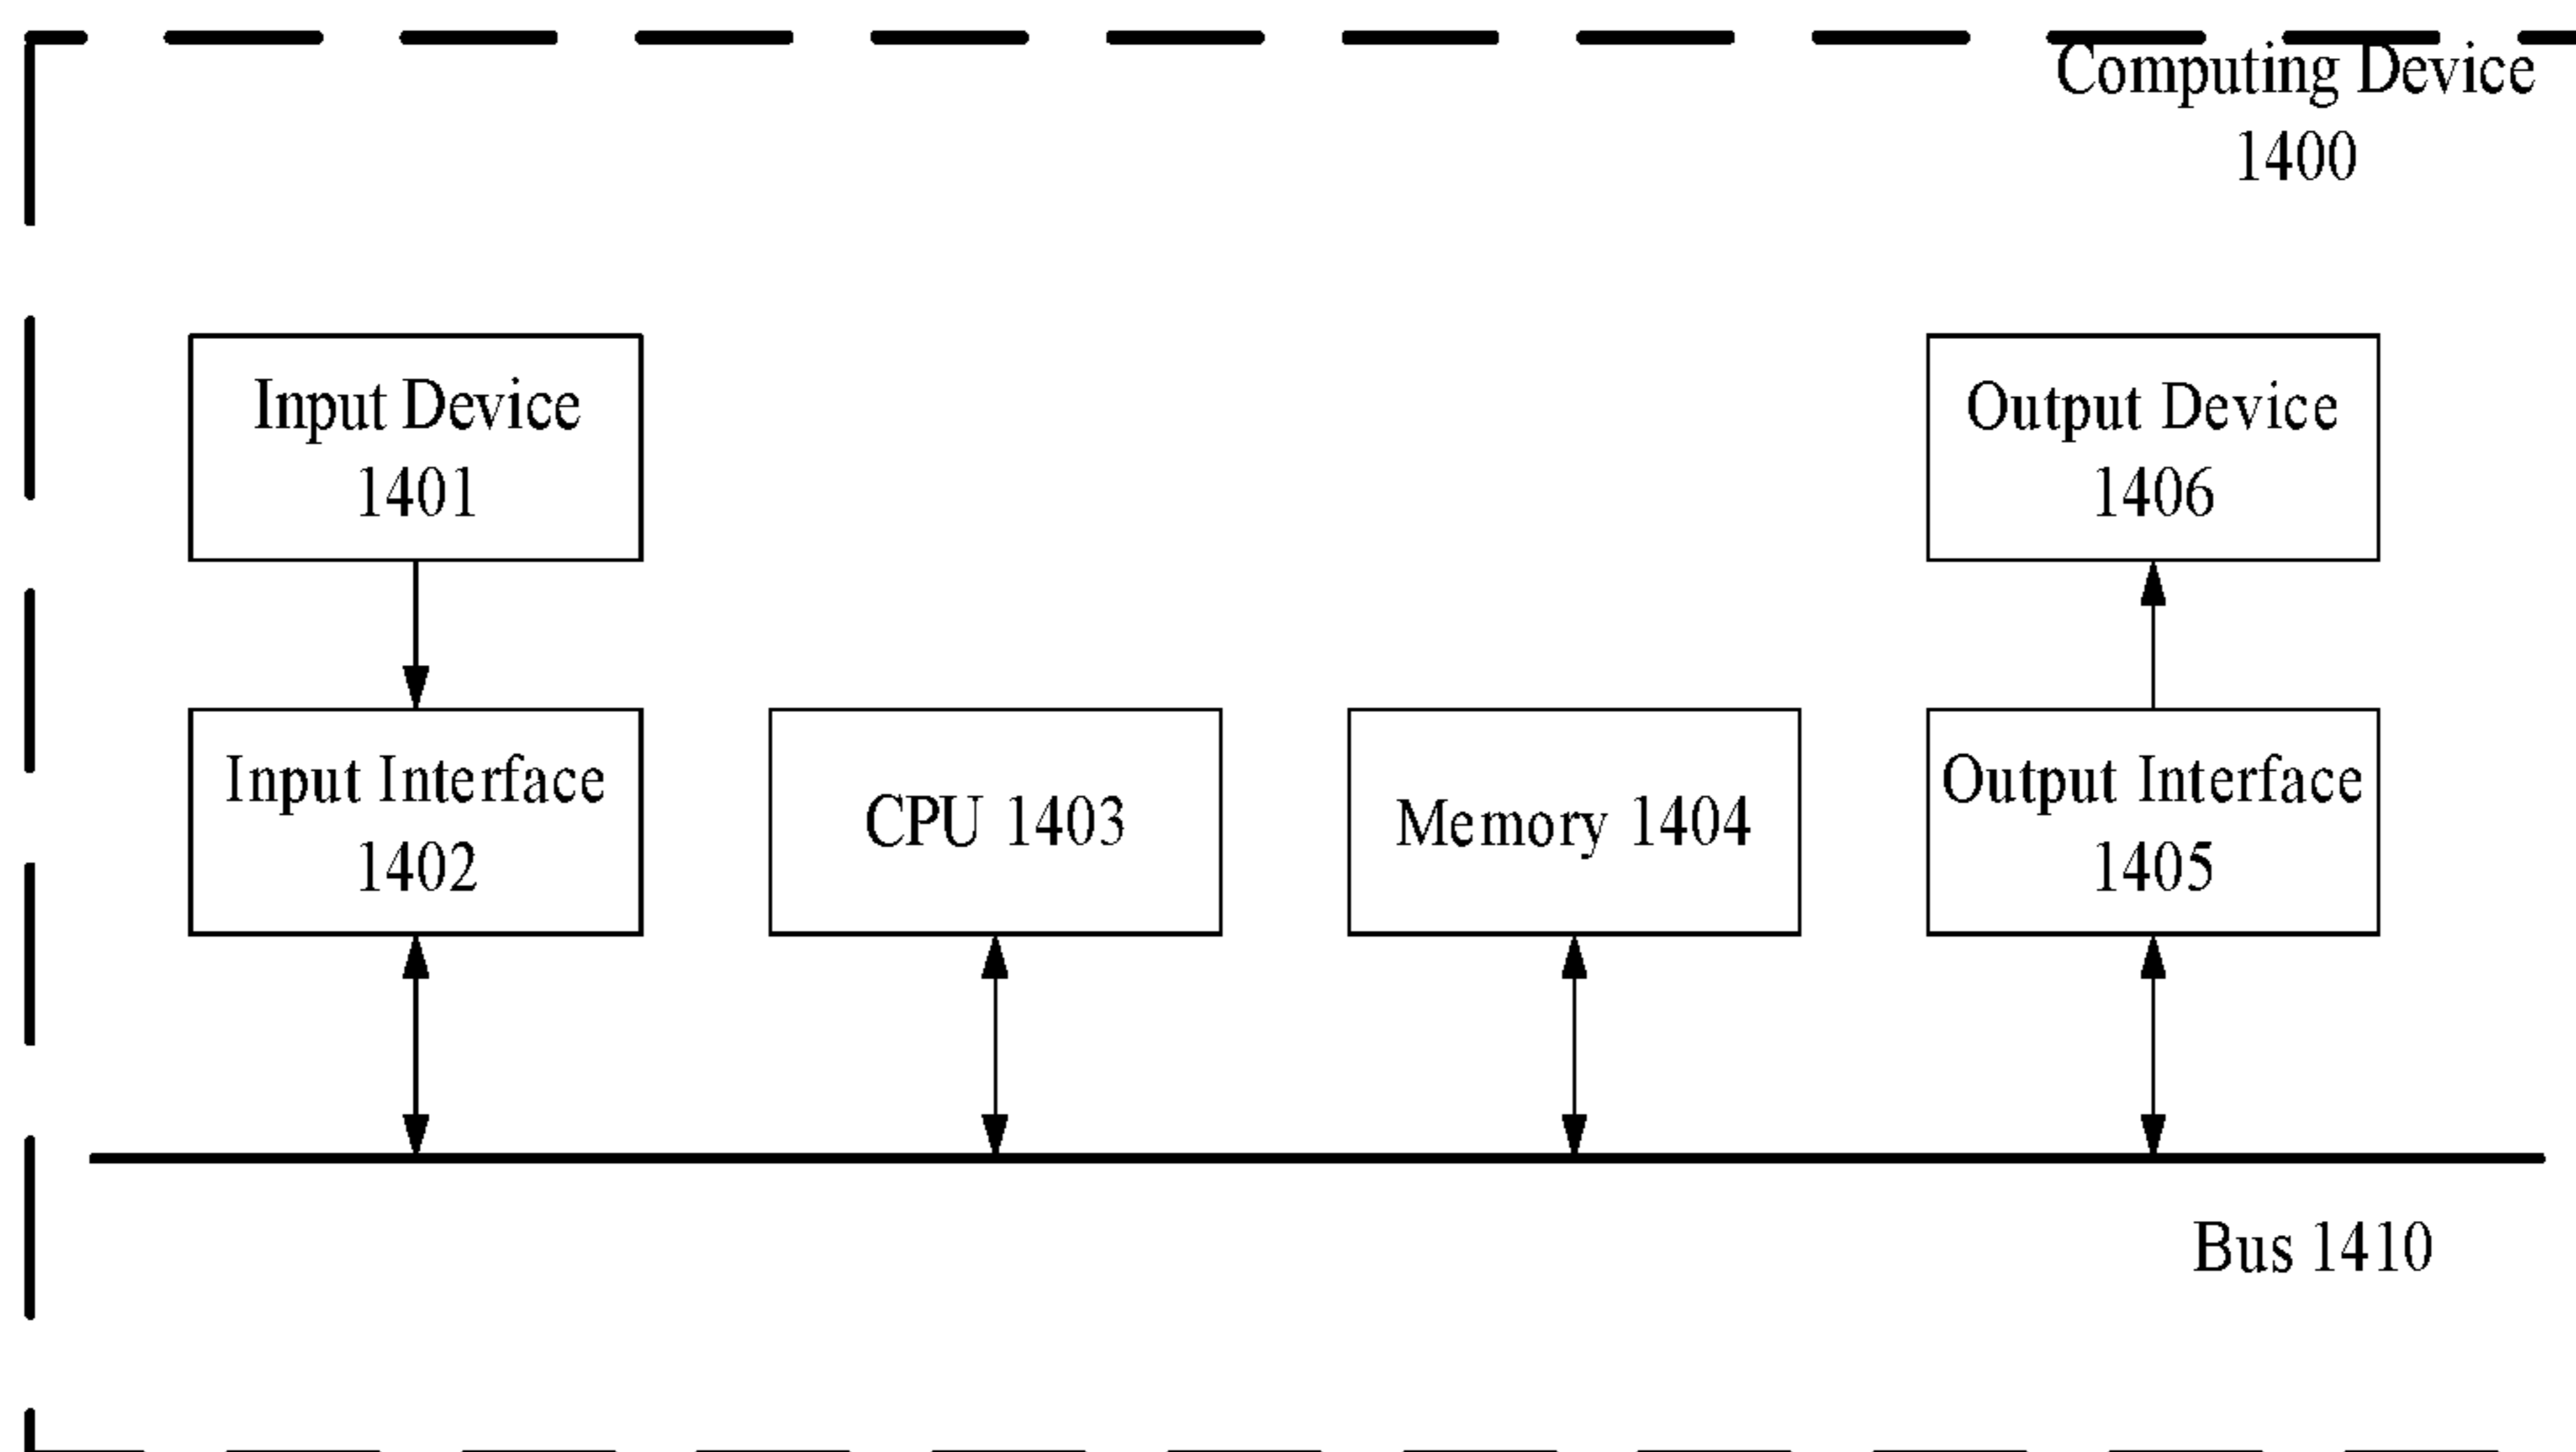 Computing Device
1400
Input Device
1401
Output Device
1406
Input Interface
1402
CPU 1403
Memory 1404
Output Interface
1405
Bus 1410